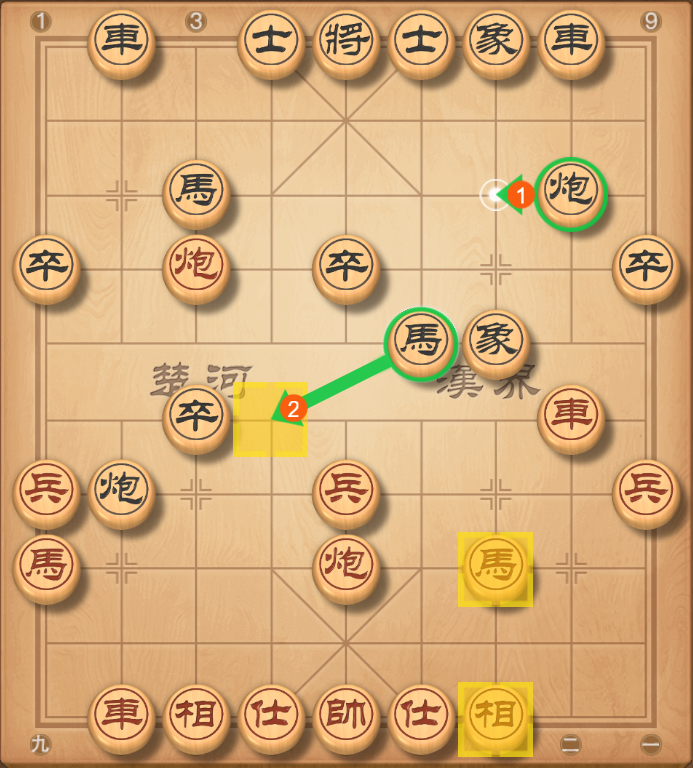 1 3 9
車 士 將 士 象 車
馬 炮 1
卒 炮 卒 卒
馬 象
楚河 漢界
卒 2 車
兵 炮 兵 兵
馬 炮 馬
車 相 仕 帥 仕 相
九 二 一